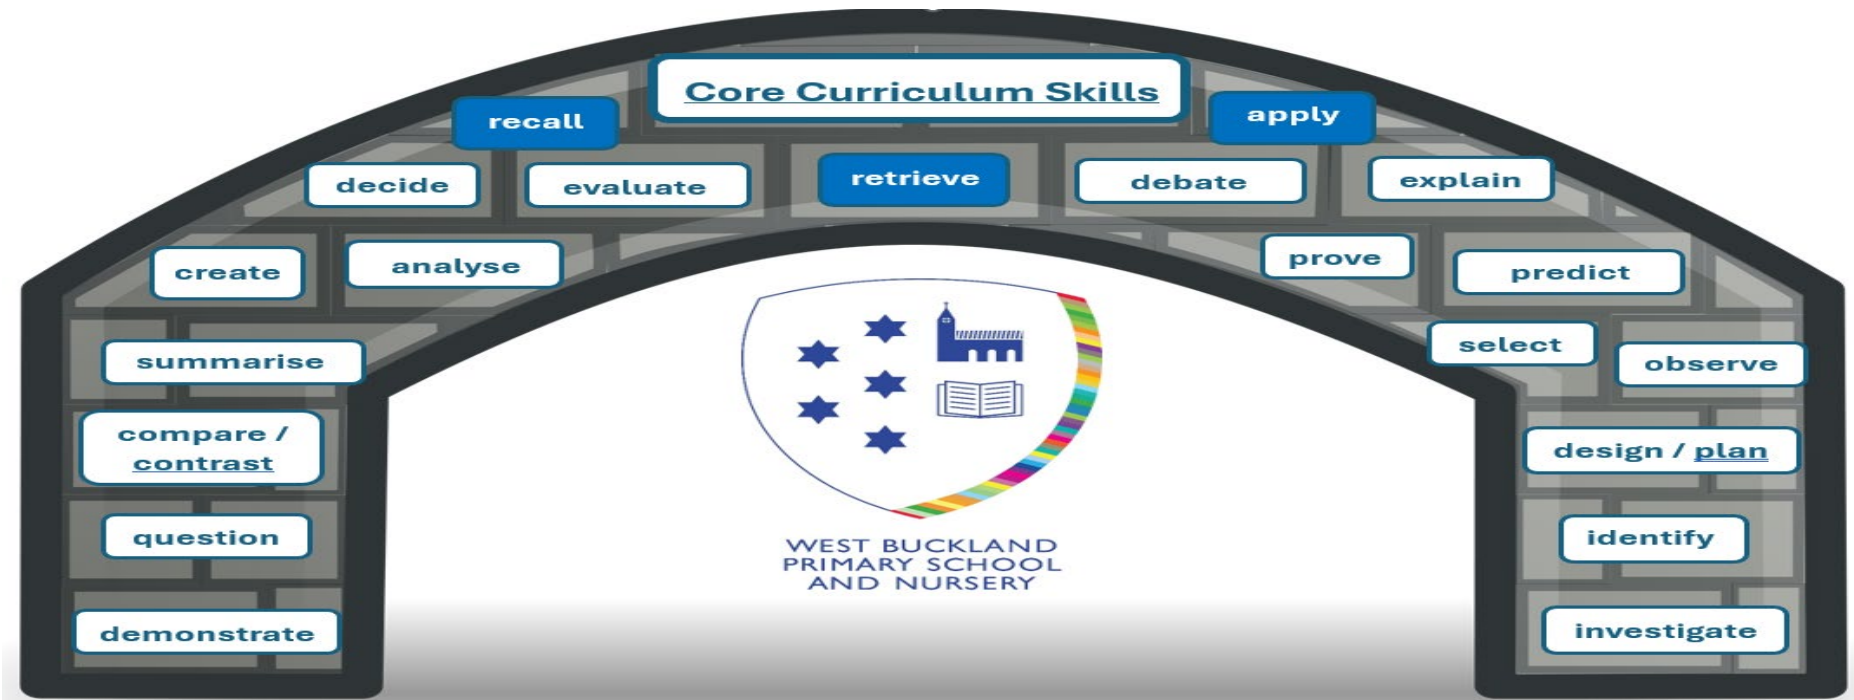 Core Curriculum Skills
recall
apply
decide
evaluate
retrieve
debate
explain
create
analyse
prove
predict
summarise
select
observe
compare /
contrast
design / plan
question
identify
demonstrate
investigate
WEST BUCKLAND
PRIMARY SCHOOL
AND NURSERY